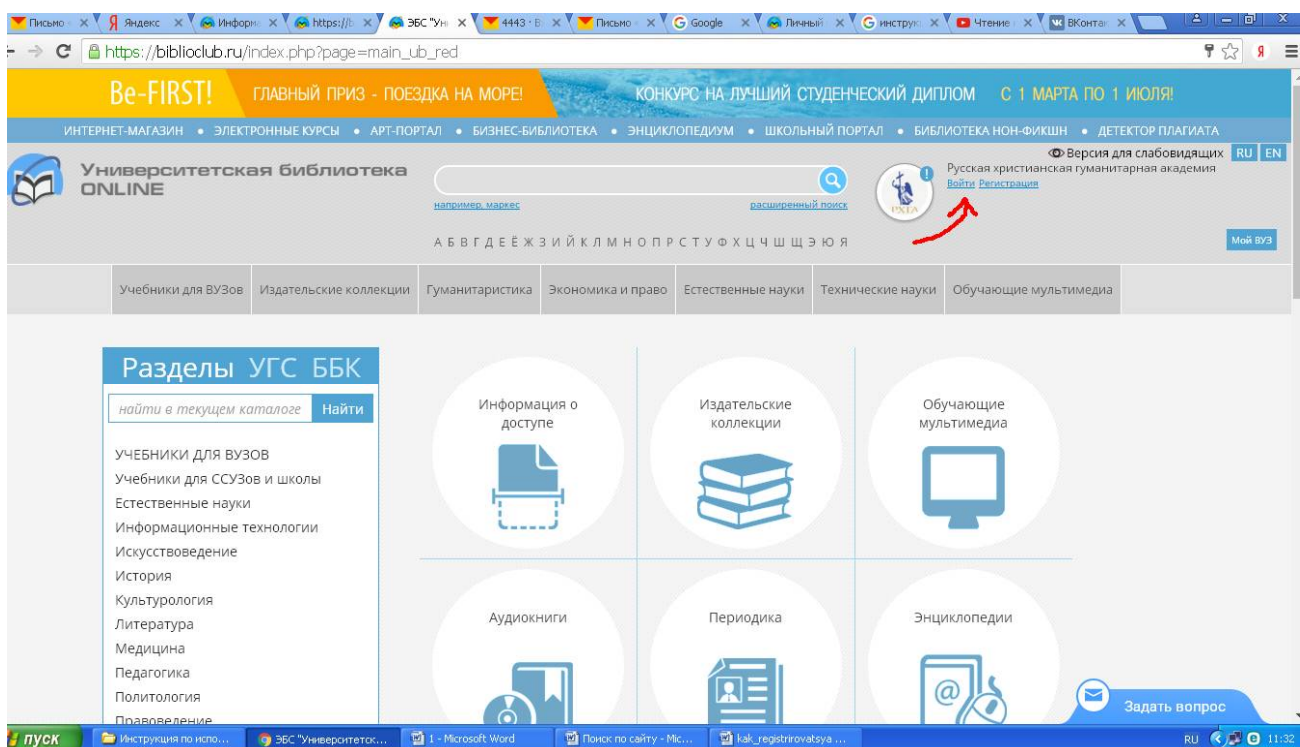 Письмо
Яндекс
Инфор
https://b
ЭБС "Ун
4443
Письмо
Google
Личный
инструк
Чтение
ВКонтак
https://biblioclub.ru/index.php?page=main_ub_red
Be-FIRST! ГЛАВНЫЙ ПРИЗ - ПОЕЗДКА НА МОРЕ! КОНКУРС НА ЛУЧШИЙ СТУДЕНЧЕСКИЙ ДИПЛОМ С 1 МАРТА ПО 1 ИЮЛЯ!
ИНТЕРНЕТ-МАГАЗИН • ЭЛЕКТРОННЫЕ КУРСЫ • АРТ-ПОРТАЛ • БИЗНЕС-БИБЛИОТЕКА • ЭНЦИКЛОПЕДИУМ • ШКОЛЬНЫЙ ПОРТАЛ • БИБЛИОТЕКА НОН-ФИКШН • ДЕТЕКТОР ПЛАГИАТА
Версия для слабовидящих RU EN
Университетская библиотека
ONLINE
Русская христианская гуманитарная академия
Войти Регистрация
РХГА
например, маркес
расширенный поиск
А Б В Г Д Е Ё Ж З И Й К Л М Н О П Р С Т У Ф Х Ц Ч Ш Щ Э Ю Я
Мой ВУЗ
Учебники для ВУЗов
Издательские коллекции
Гуманитаристика
Экономика и право
Естественные науки
Технические науки
Обучающие мультимедиа
Разделы УГС ББК
найти в текущем каталоге Найти
УЧЕБНИКИ ДЛЯ ВУЗОВ
Учебники для ССУЗов и школы
Естественные науки
Информационные технологии
Искусствоведение
История
Культурология
Литература
Медицина
Педагогика
Политология
Правоведение
Информация о
доступе
Издательские
коллекции
Обучающие
мультимедиа
Аудиокниги
Периодика
Энциклопедии
Задать вопрос
пуск
Инструкция по испо...
ЭБС "Университетск...
1 - Microsoft Word
Поиск по сайту - Mic...
kak_registrirovatsya ...
RU
11:32